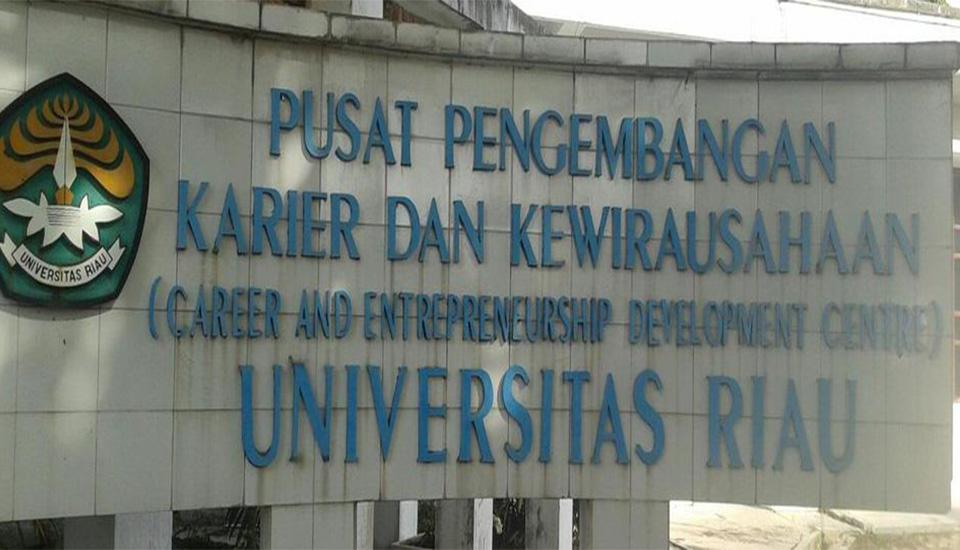 PUSAT PENGEMBANGAN
KARIER DAN KEWIRAUSAHAAN
(CAREER AND ENTREPRENEURSHIP DEVELOPMENT CENTRE)
UNIVERSITAS RIAU
UNIVERSITAS RIAU